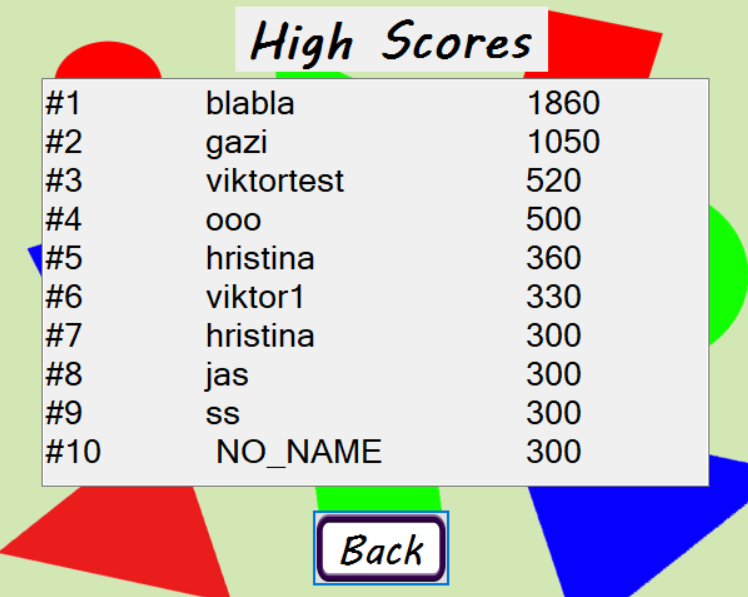 High Scores
#1 blabla 1860
#2 gazi 1050
#3 viktortest 520
#4 ooo 500
#5 hristina 360
#6 viktor1 330
#7 hristina 300
#8 jas 300
#9 ss 300
#10 NO_NAME 300
Back